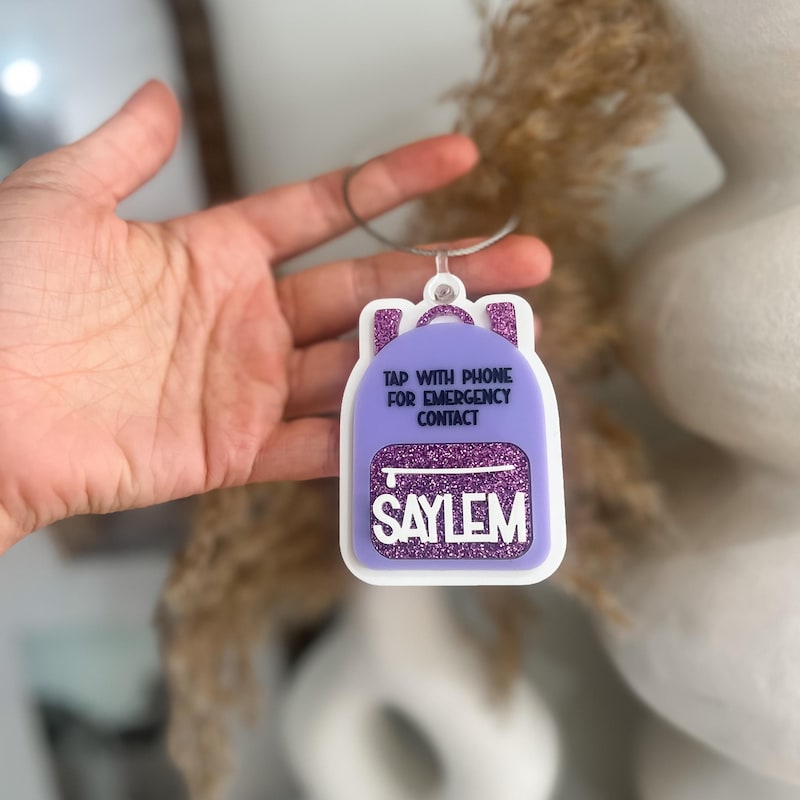 TAP WITH PHONE
FOR EMERGENCY
CONTACT
SAYLEM